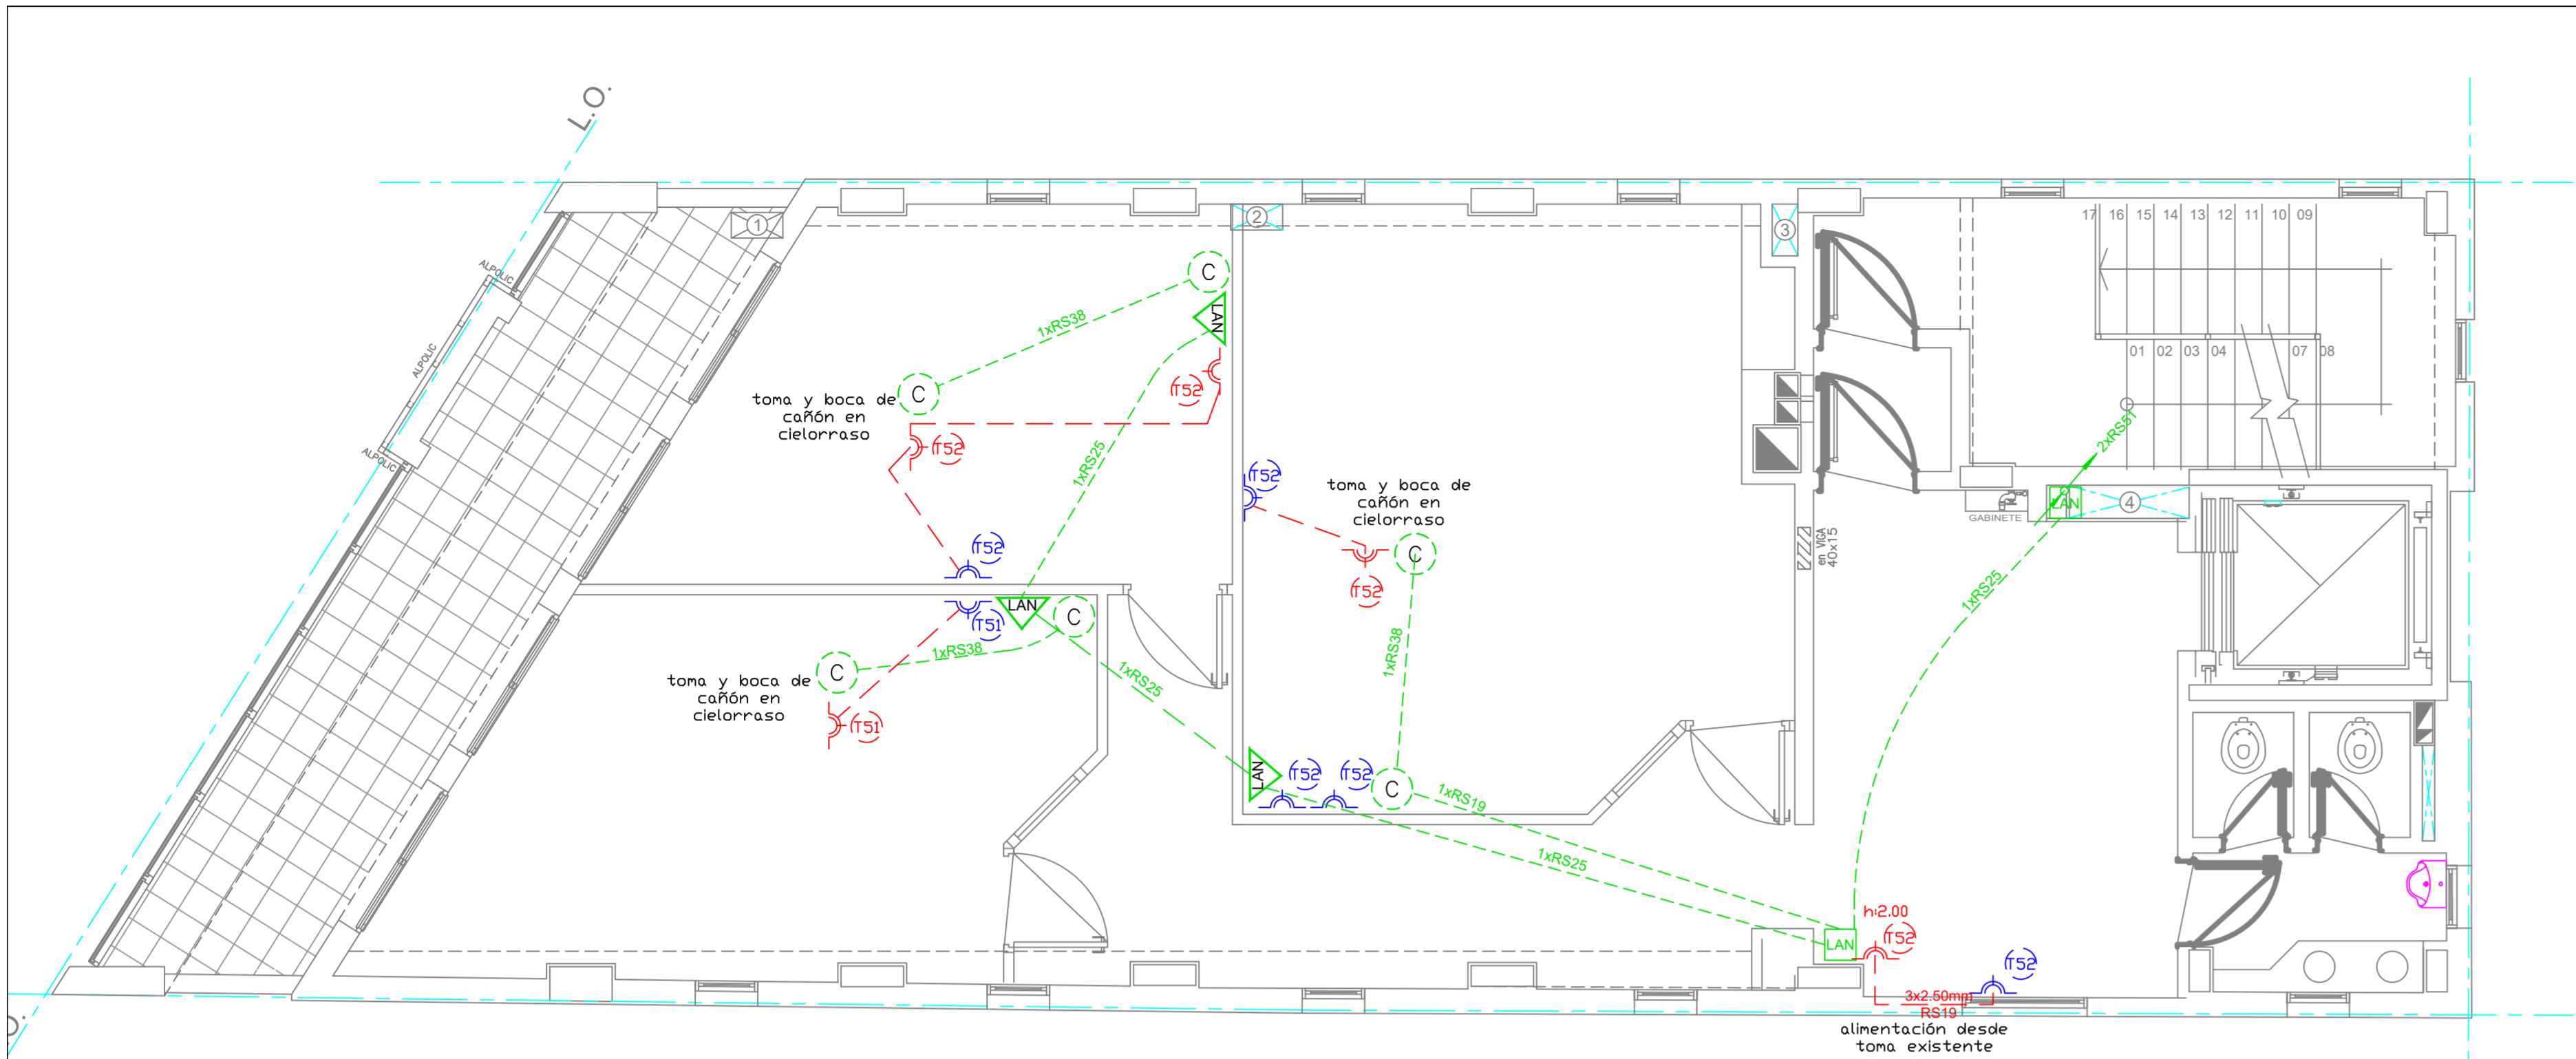 L.O.
17 16 15 14 13 12 11 10 09
1
2
3
ALPOLIC
C
LAN
1xRS38
01 02 03 04 07 08
ALPOLIC
T52
C
toma y boca de
cañón en
cielorraso
2xRS51
T52
ALPOLIC
1xRS25
T52
toma y boca de
cañón en
cielorraso
LAN
4
GABINETE
en VIGA
40x15
T52
C
T52
1xRS25
LAN
T51
C
1xRS38
1xRS38
C
toma y boca de
cañón en
cielorraso
1xRS25
T51
LAN
T52
T52
C
1xRS19
1xRS25
h:2.00
T52
LAN
T52
3x2.50mm
RS19
alimentación desde
toma existente